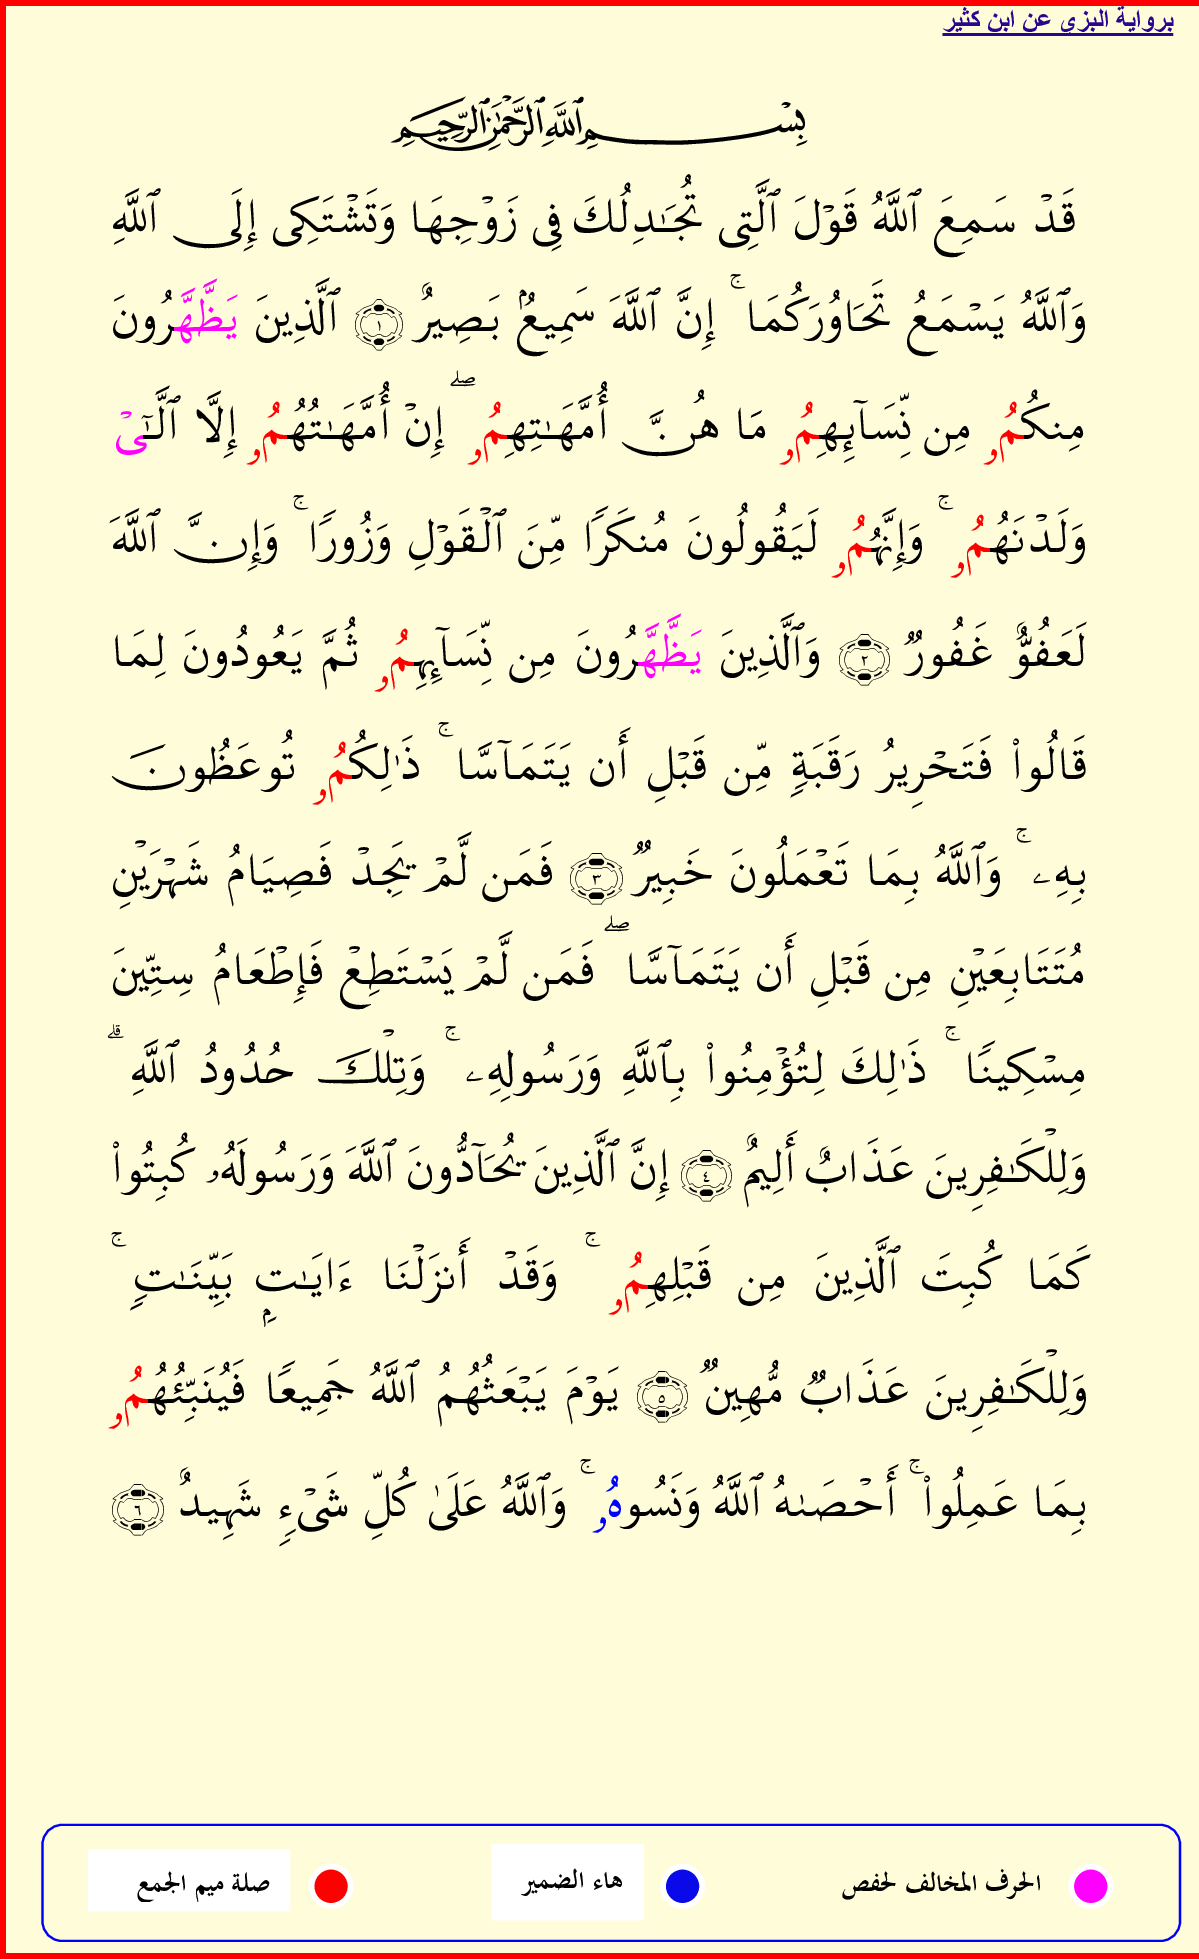 برواية البزي عن ابن كثير
بِسْمِ ٱللَّهِ ٱلرَّحْمَٰنِ ٱلرَّحِيمِ
قَدْ سَمِعَ ٱللَّهُ قَوْلَ ٱلَّتِى تُجَٰدِلُكَ فِى زَوْجِهَا وَتَشْتَكِى إِلَى ٱللَّهِ
وَٱللَّهُ يَسْمَعُ تَحَاوُرَكُمَا ۚ إِنَّ ٱللَّهَ سَمِيعٌۢ بَصِيرٌ ١ ٱلَّذِينَ يَظَّهَّرُونَ
مِنكُمُۥ مِن نِّسَآئِهِمُۥ مَا هُنَّ أُمَّهَٰتِهِمُۥ ۖ إِنْ أُمَّهَٰتُهُمُۥ إِلَّا ٱلَّٰٓىْ
وَلَدْنَهُمُۥ ۚ وَإِنَّهُمُۥ لَيَقُولُونَ مُنكَرًا مِّنَ ٱلْقَوْلِ وَزُورًا ۚ وَإِنَّ ٱللَّهَ
لَعَفُوٌّ غَفُورٌ ٢ وَٱلَّذِينَ يَظَّهَّرُونَ مِن نِّسَآئِهِمُۥ ثُمَّ يَعُودُونَ لِمَا
قَالُوا۟ فَتَحْرِيرُ رَقَبَةٍ مِّن قَبْلِ أَن يَتَمَآسَّا ۚ ذَٰلِكُمُۥ تُوعَظُونَ
بِهِۦ ۚ وَٱللَّهُ بِمَا تَعْمَلُونَ خَبِيرٌ ٣ فَمَن لَّمْ يَجِدْ فَصِيَامُ شَهْرَيْنِ
مُتَتَابِعَيْنِ مِن قَبْلِ أَن يَتَمَآسَّا ۖ فَمَن لَّمْ يَسْتَطِعْ فَإِطْعَامُ سِتِّينَ
مِسْكِينًا ۚ ذَٰلِكَ لِتُؤْمِنُوا۟ بِٱللَّهِ وَرَسُولِهِۦ ۚ وَتِلْكَ حُدُودُ ٱللَّهِ ۗ
وَلِلْكَٰفِرِينَ عَذَابٌ أَلِيمٌ ٤ إِنَّ ٱلَّذِينَ يُحَآدُّونَ ٱللَّهَ وَرَسُولَهُۥ كُبِتُوا۟
كَمَا كُبِتَ ٱلَّذِينَ مِن قَبْلِهِمُۥ ۚ وَقَدْ أَنزَلْنَا ءَايَٰتٍۭ بَيِّنَٰتٍ ۚ
وَلِلْكَٰفِرِينَ عَذَابٌ مُّهِينٌ ٥ يَوْمَ يَبْعَثُهُمُ ٱللَّهُ جَمِيعًا فَيُنَبِّئُهُمُۥ
بِمَا عَمِلُوا۟ ۚ أَحْصَىٰهُ ٱللَّهُ وَنَسُوهُۥ ۚ وَٱللَّهُ عَلَىٰ كُلِّ شَىْءٍ شَهِيدٌ ٦
الحرف المخالف لحفص هاء الضمير صلة ميم الجمع